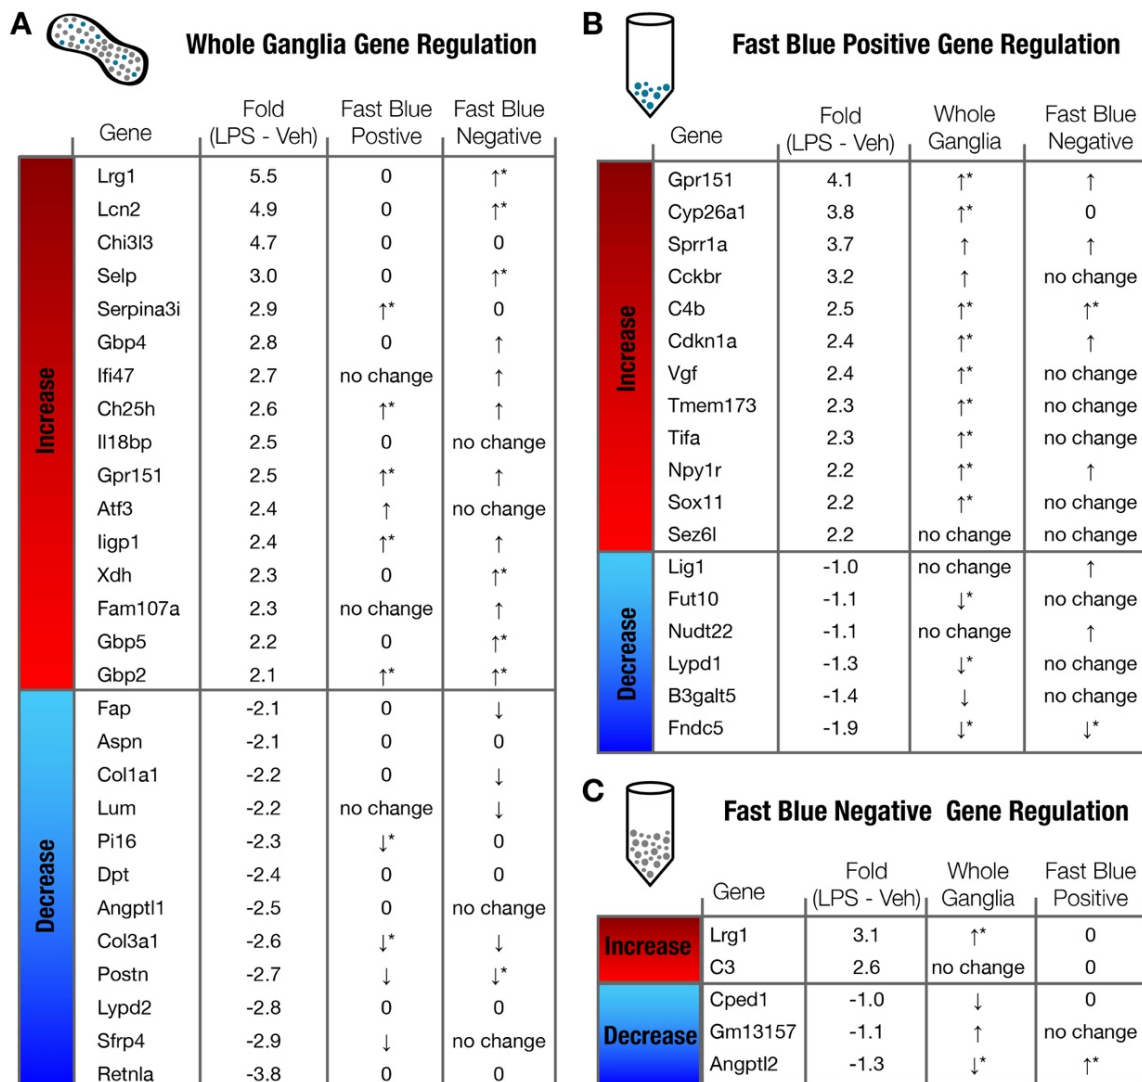 A
Whole Ganglia Gene Regulation
Gene Fold (LPS - Veh) Fast Blue Postive Fast Blue Negative
Increase
Lrg1 5.5 0 ↑*
Lcn2 4.9 0 ↑*
Chi3l3 4.7 0 0
Selp 3.0 0 ↑*
Serpina3i 2.9 ↑* 0
Gbp4 2.8 0 ↑
Ifi47 2.7 no change ↑
Ch25h 2.6 ↑* ↑
Il18bp 2.5 0 no change
Gpr151 2.5 ↑* ↑
Atf3 2.4 ↑ no change
Iigp1 2.4 ↑* ↑
Xdh 2.3 0 ↑*
Fam107a 2.3 no change ↑
Gbp5 2.2 0 ↑*
Gbp2 2.1 ↑* ↑*
Decrease
Fap -2.1 0 ↓
Aspn -2.1 0 0
Col1a1 -2.2 0 ↓
Lum -2.2 no change ↓
Pi16 -2.3 ↓* 0
Dpt -2.4 0 0
Angptl1 -2.5 0 no change
Col3a1 -2.6 ↓* ↓
Postn -2.7 ↓ ↓*
Lypd2 -2.8 0 0
Sfrp4 -2.9 ↓ no change
Retnla -3.8 0 0
B
Fast Blue Positive Gene Regulation
Gene Fold (LPS - Veh) Whole Ganglia Fast Blue Negative
Increase
Gpr151 4.1 ↑* ↑
Cyp26a1 3.8 ↑* 0
Sprr1a 3.7 ↑ ↑
Cckbr 3.2 ↑ no change
C4b 2.5 ↑* ↑*
Cdkn1a 2.4 ↑* ↑
Vgf 2.4 ↑* no change
Tmem173 2.3 ↑* no change
Tifa 2.3 ↑* no change
Npy1r 2.2 ↑* ↑
Sox11 2.2 ↑* no change
Sez6l 2.2 no change no change
Decrease
Lig1 -1.0 no change ↑
Fut10 -1.1 ↓* no change
Nudt22 -1.1 no change ↑
Lypd1 -1.3 ↓* no change
B3galt5 -1.4 ↓ no change
Fndc5 -1.9 ↓* ↓*
C
Fast Blue Negative Gene Regulation
Gene Fold (LPS - Veh) Whole Ganglia Fast Blue Positive
Increase
Lrg1 3.1 ↑* 0
C3 2.6 no change 0
Decrease
Cped1 -1.0 ↓ 0
Gm13157 -1.1 ↑ no change
Angptl2 -1.3 ↓* ↑*